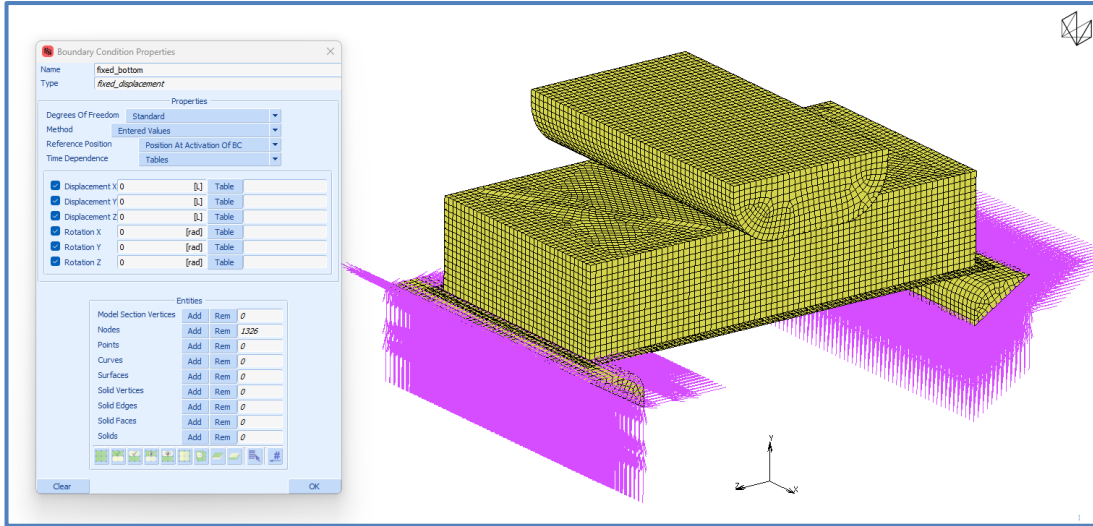 Boundary Condition Properties
Name fixed_bottom
Type fixed_displacement
Properties
Degrees Of Freedom Standard
Method Entered Values
Reference Position Position At Activation Of BC
Time Dependence Tables
Displacement X 0 [L] Table
Displacement Y 0 [L] Table
Displacement Z 0 [L] Table
Rotation X 0 [rad] Table
Rotation Y 0 [rad] Table
Rotation Z 0 [rad] Table
Entities
Model Section Vertices Add Rem 0
Nodes Add Rem 1326
Points Add Rem 0
Curves Add Rem 0
Surfaces Add Rem 0
Solid Vertices Add Rem 0
Solid Edges Add Rem 0
Solid Faces Add Rem 0
Solids Add Rem 0
#
Clear OK
Y
Z X
1